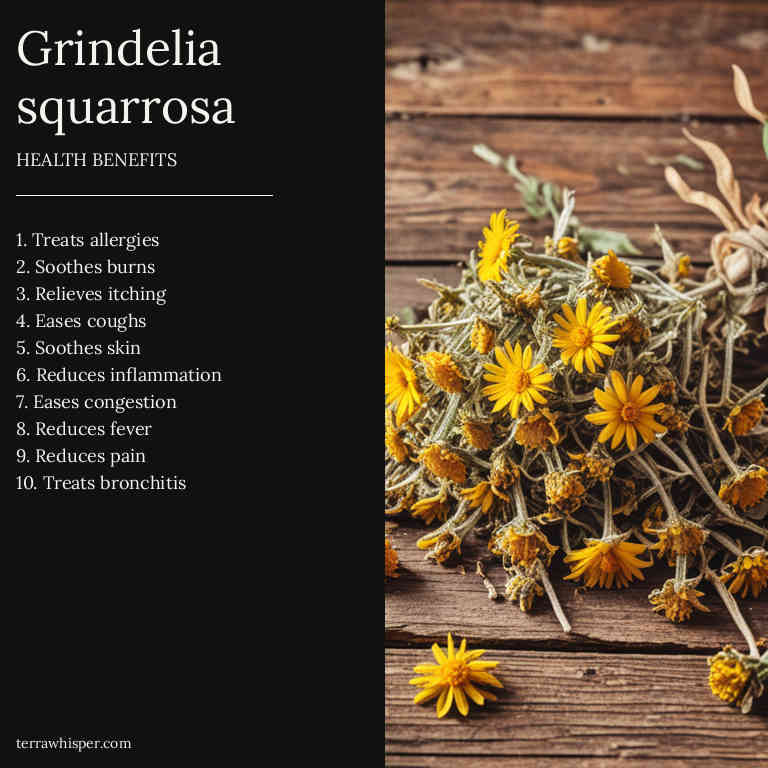 Grindelia
squarrosa
HEALTH BENEFITS
1. Treats allergies
2. Soothes burns
3. Relieves itching
4. Eases coughs
5. Soothes skin
6. Reduces inflammation
7. Eases congestion
8. Reduces fever
9. Reduces pain
10. Treats bronchitis
terrawhisper.com